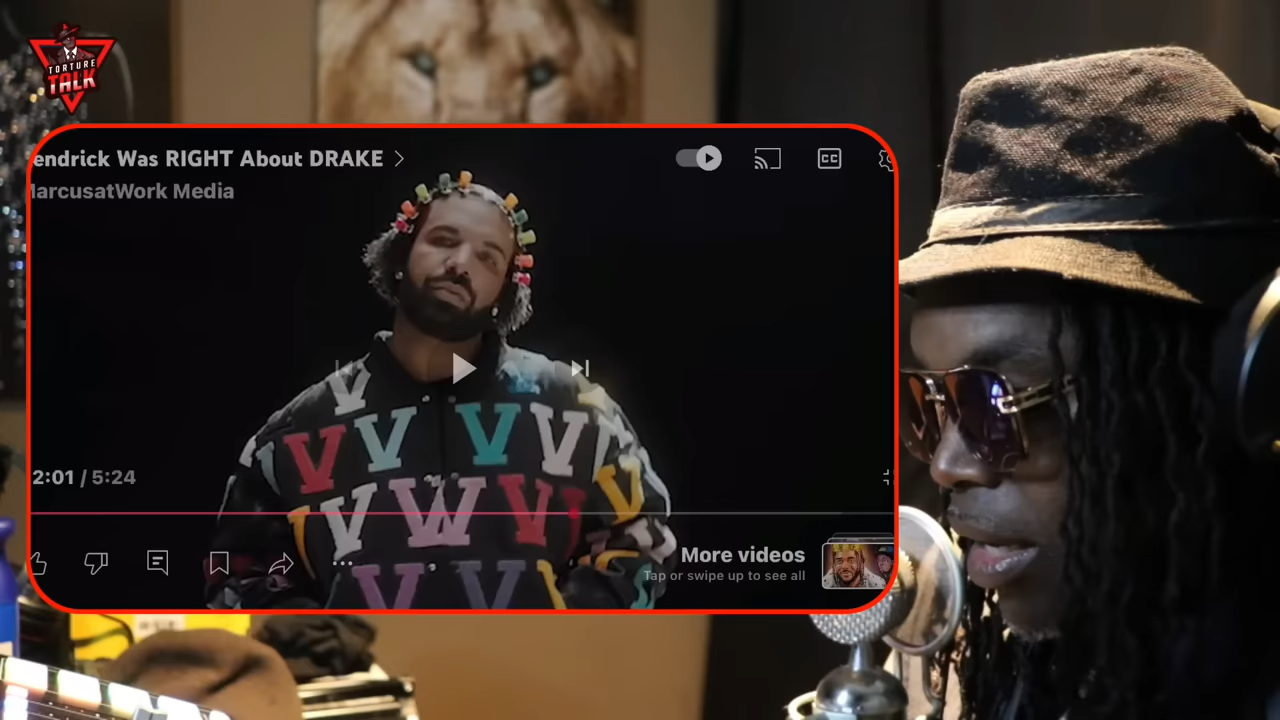 TORTURE
TALK
endrick Was RIGHT About DRAKE
MarcusatWork Media
CC
V V V V
V V W V V
V V V
2:01 / 5:24
More videos
Tap or swipe up to see all